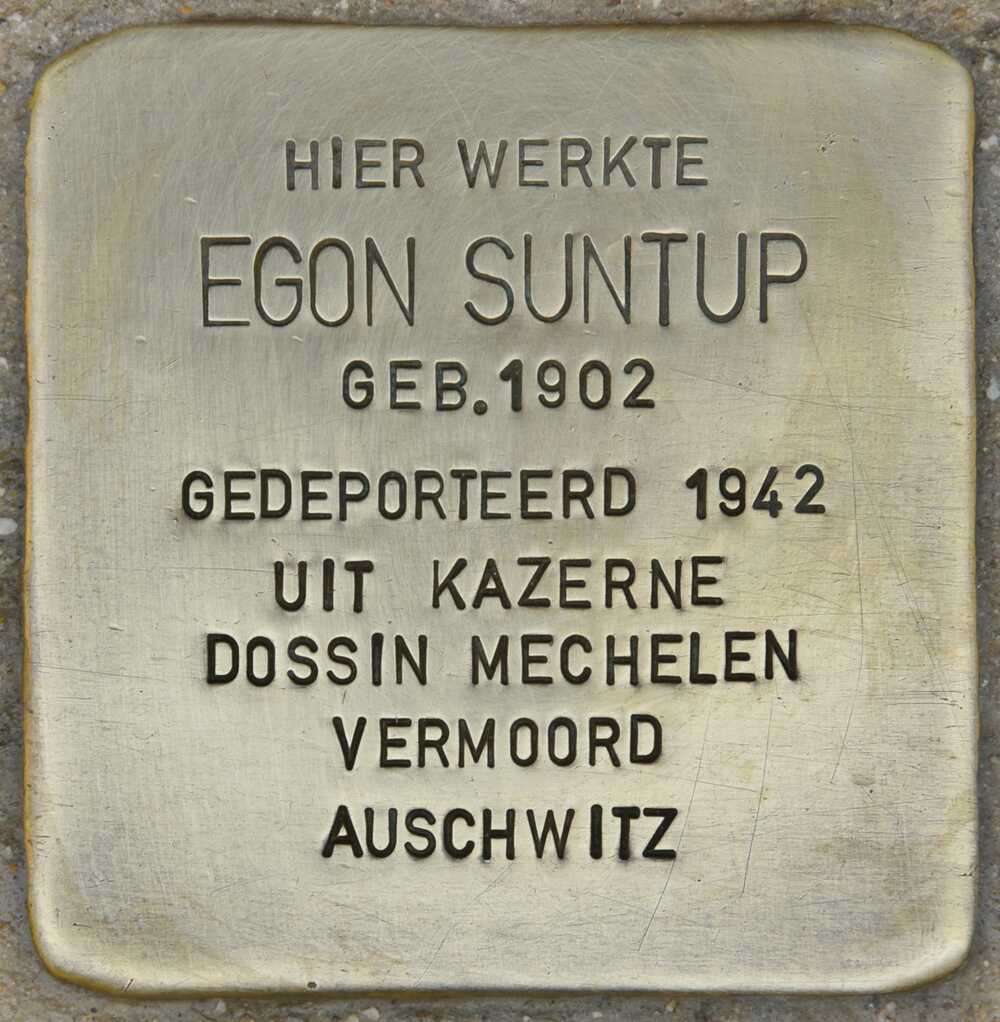 HIER WERKTE
EGON SUNTUP
GEB.1902
GEDEPORTEERD 1942
UIT KAZERNE
DOSSIN MECHELEN
VERMOORD
AUSCHWITZ